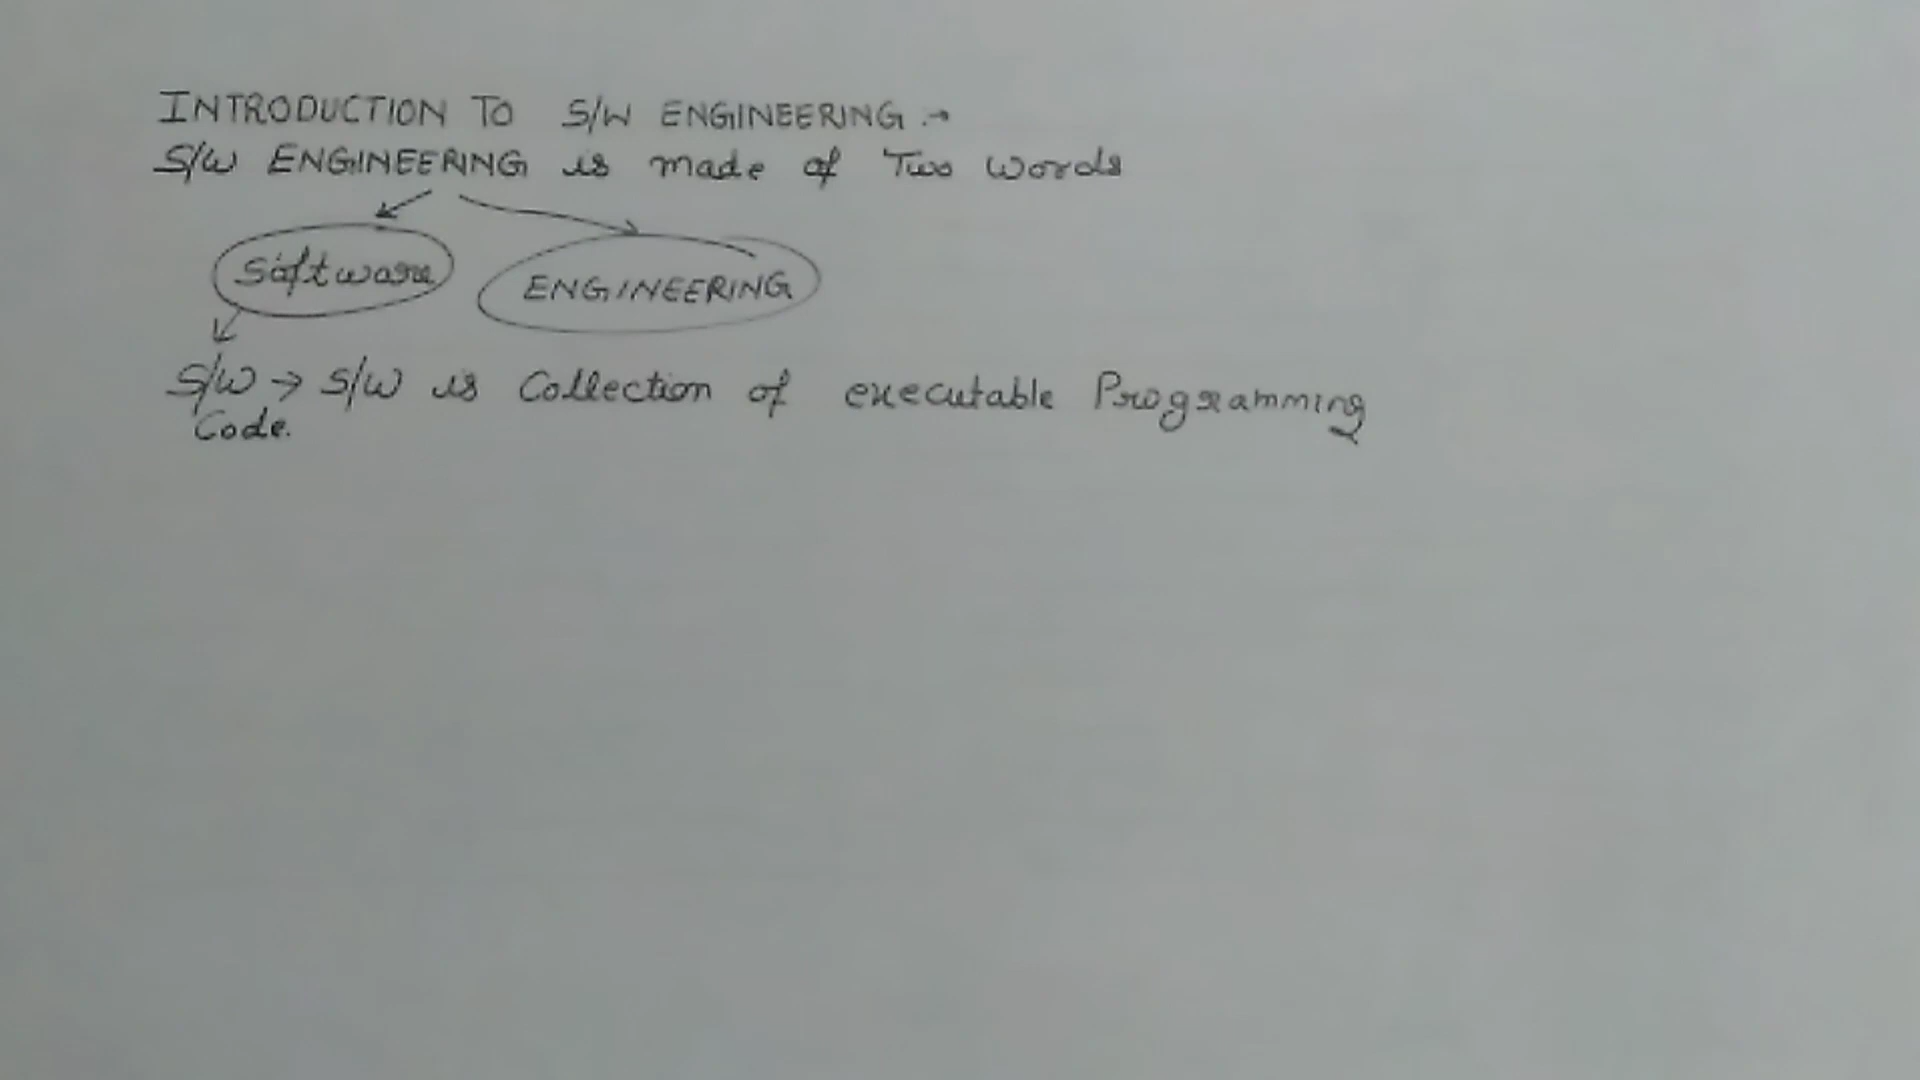 INTRODUCTION TO S/W ENGINEERING :-
S/W ENGINEERING is made of Two words
Software ENGINEERING
S/W → S/W is Collection of executable Programming
Code.